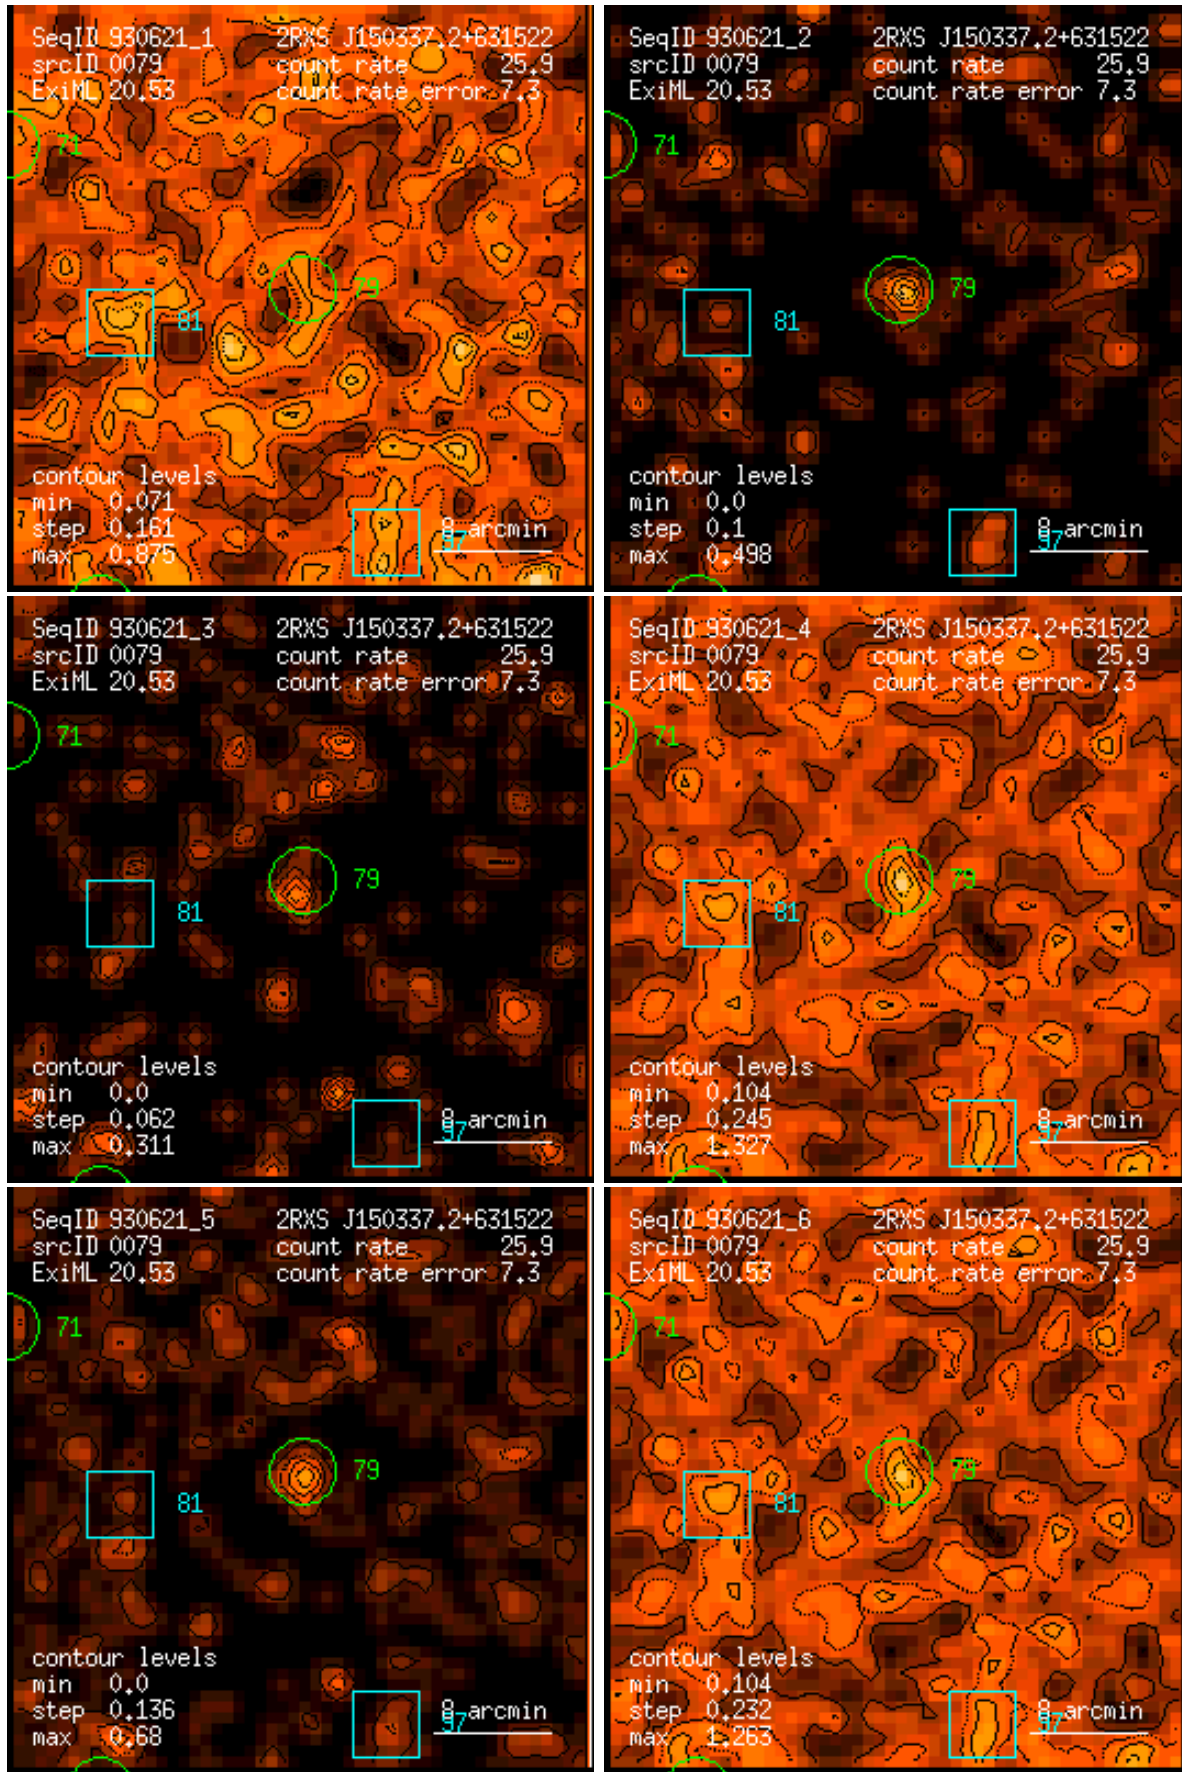 SeqID 930621_1 2RXS J150337.2+631522
srcID 0079 count rate 25.9
ExiML 20.53 count rate error 7.3
71
79
81
contour levels
min 0.071
step 0.161
max 0.875
8 arcmin
97
SeqID 930621_2 2RXS J150337.2+631522
srcID 0079 count rate 25.9
ExiML 20.53 count rate error 7.3
71
79
81
contour levels
min 0.0
step 0.1
max 0.498
8 arcmin
97
SeqID 930621_3 2RXS J150337.2+631522
srcID 0079 count rate 25.9
ExiML 20.53 count rate error 7.3
71
79
81
contour levels
min 0.0
step 0.062
max 0.311
8 arcmin
97
SeqID 930621_4 2RXS J150337.2+631522
srcID 0079 count rate 25.9
ExiML 20.53 count rate error 7.3
71
79
81
contour levels
min 0.104
step 0.245
max 1.327
8 arcmin
97
SeqID 930621_5 2RXS J150337.2+631522
srcID 0079 count rate 25.9
ExiML 20.53 count rate error 7.3
71
79
81
contour levels
min 0.0
step 0.136
max 0.68
8 arcmin
97
SeqID 930621_6 2RXS J150337.2+631522
srcID 0079 count rate 25.9
ExiML 20.53 count rate error 7.3
71
79
81
contour levels
min 0.104
step 0.232
max 1.263
8 arcmin
97